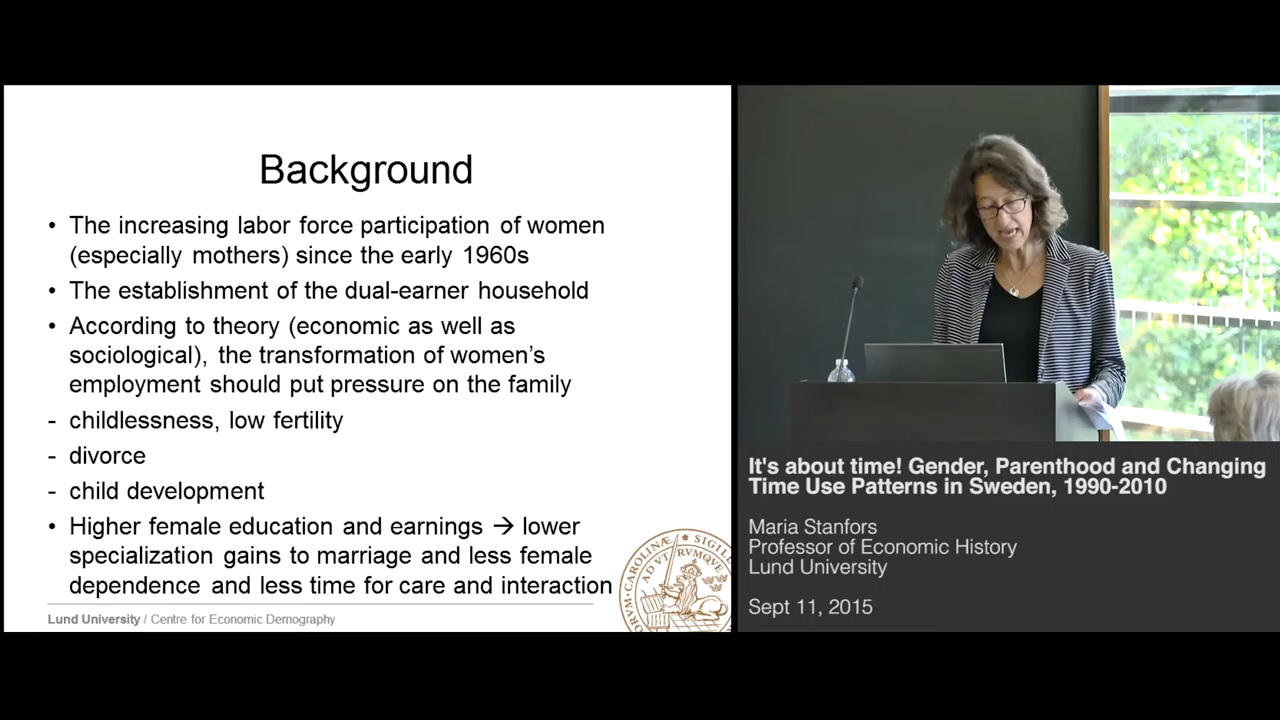 Background
• The increasing labor force participation of women
(especially mothers) since the early 1960s
• The establishment of the dual-earner household
• According to theory (economic as well as
sociological), the transformation of women's
employment should put pressure on the family
- childlessness, low fertility
- divorce
- child development
• Higher female education and earnings → lower
specialization gains to marriage and less female
dependence and less time for care and interaction
Lund University / Centre for Economic Demography
It's about time! Gender, Parenthood and Changing
Time Use Patterns in Sweden, 1990-2010
Maria Stanfors
Professor of Economic History
Lund University
Sept 11, 2015